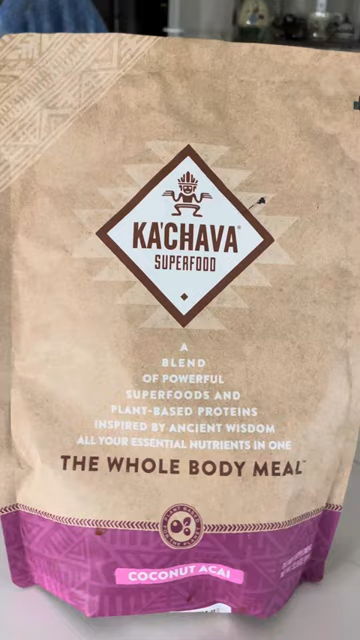 KA'CHAVA®
SUPERFOOD
A
BLEND
OF POWERFUL
SUPERFOODS AND
PLANT-BASED PROTEINS
INSPIRED BY ANCIENT WISDOM
ALL YOUR ESSENTIAL NUTRIENTS IN ONE
THE WHOLE BODY MEAL™
COCONUT ACAI